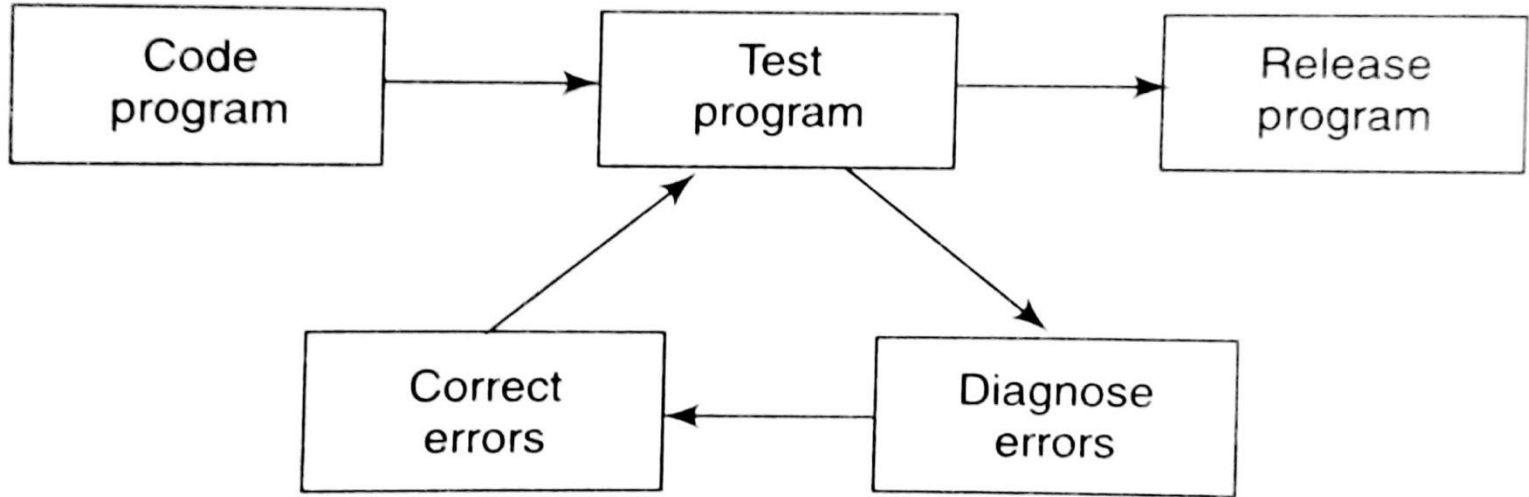 Code
program
Test
program
Release
program
Correct
errors
Diagnose
errors